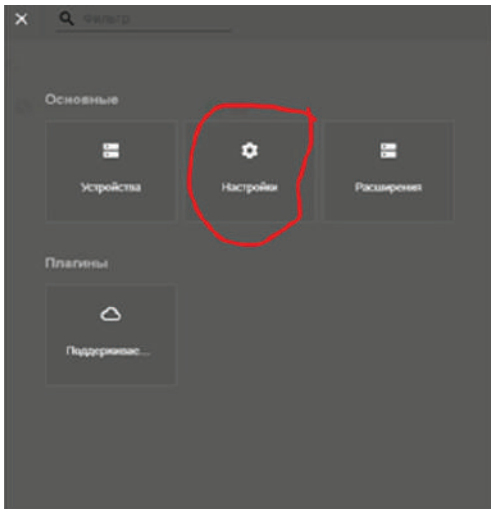 Фильтр
Основные
Устройства
Настройки
Расширения
Плагины
Поддерживае...